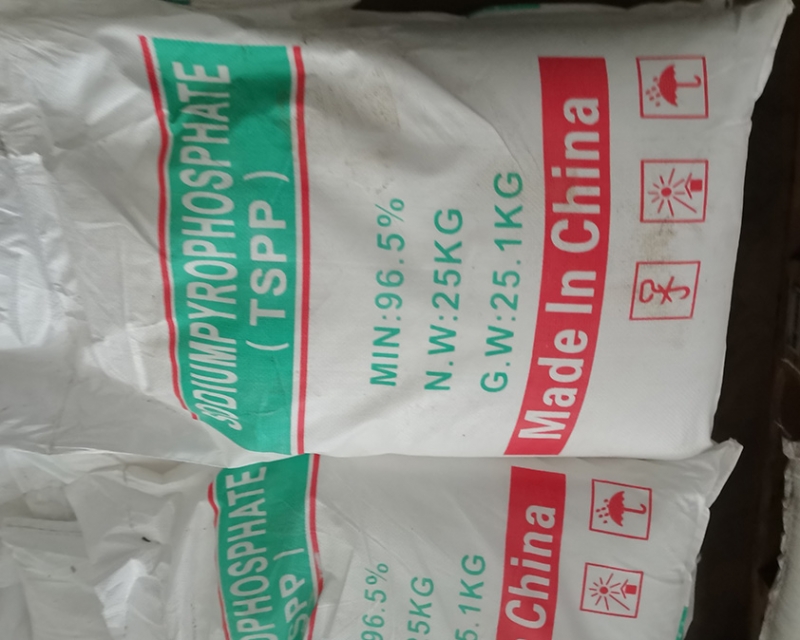 SODIUMPYROPHOSPHATE
( TSPP )
MIN:96.5%
N.W:25KG
G.W:25.1KG
Made In China
OPHOSPHATE
SPP )
96.5%
25KG
5.1KG
China